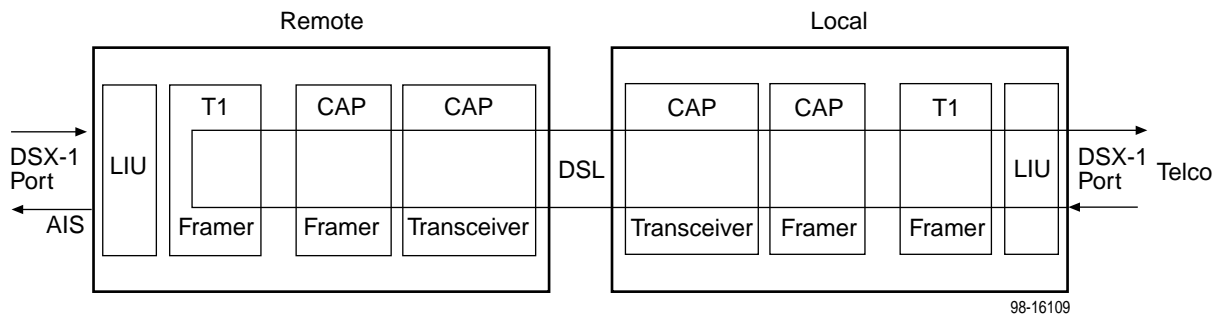 Remote
Local
T1
CAP
CAP
CAP
CAP
T1
DSX-1
Port
LIU
DSL
LIU
DSX-1
Port
Telco
AIS
Framer
Framer
Transceiver
Transceiver
Framer
Framer
98-16109